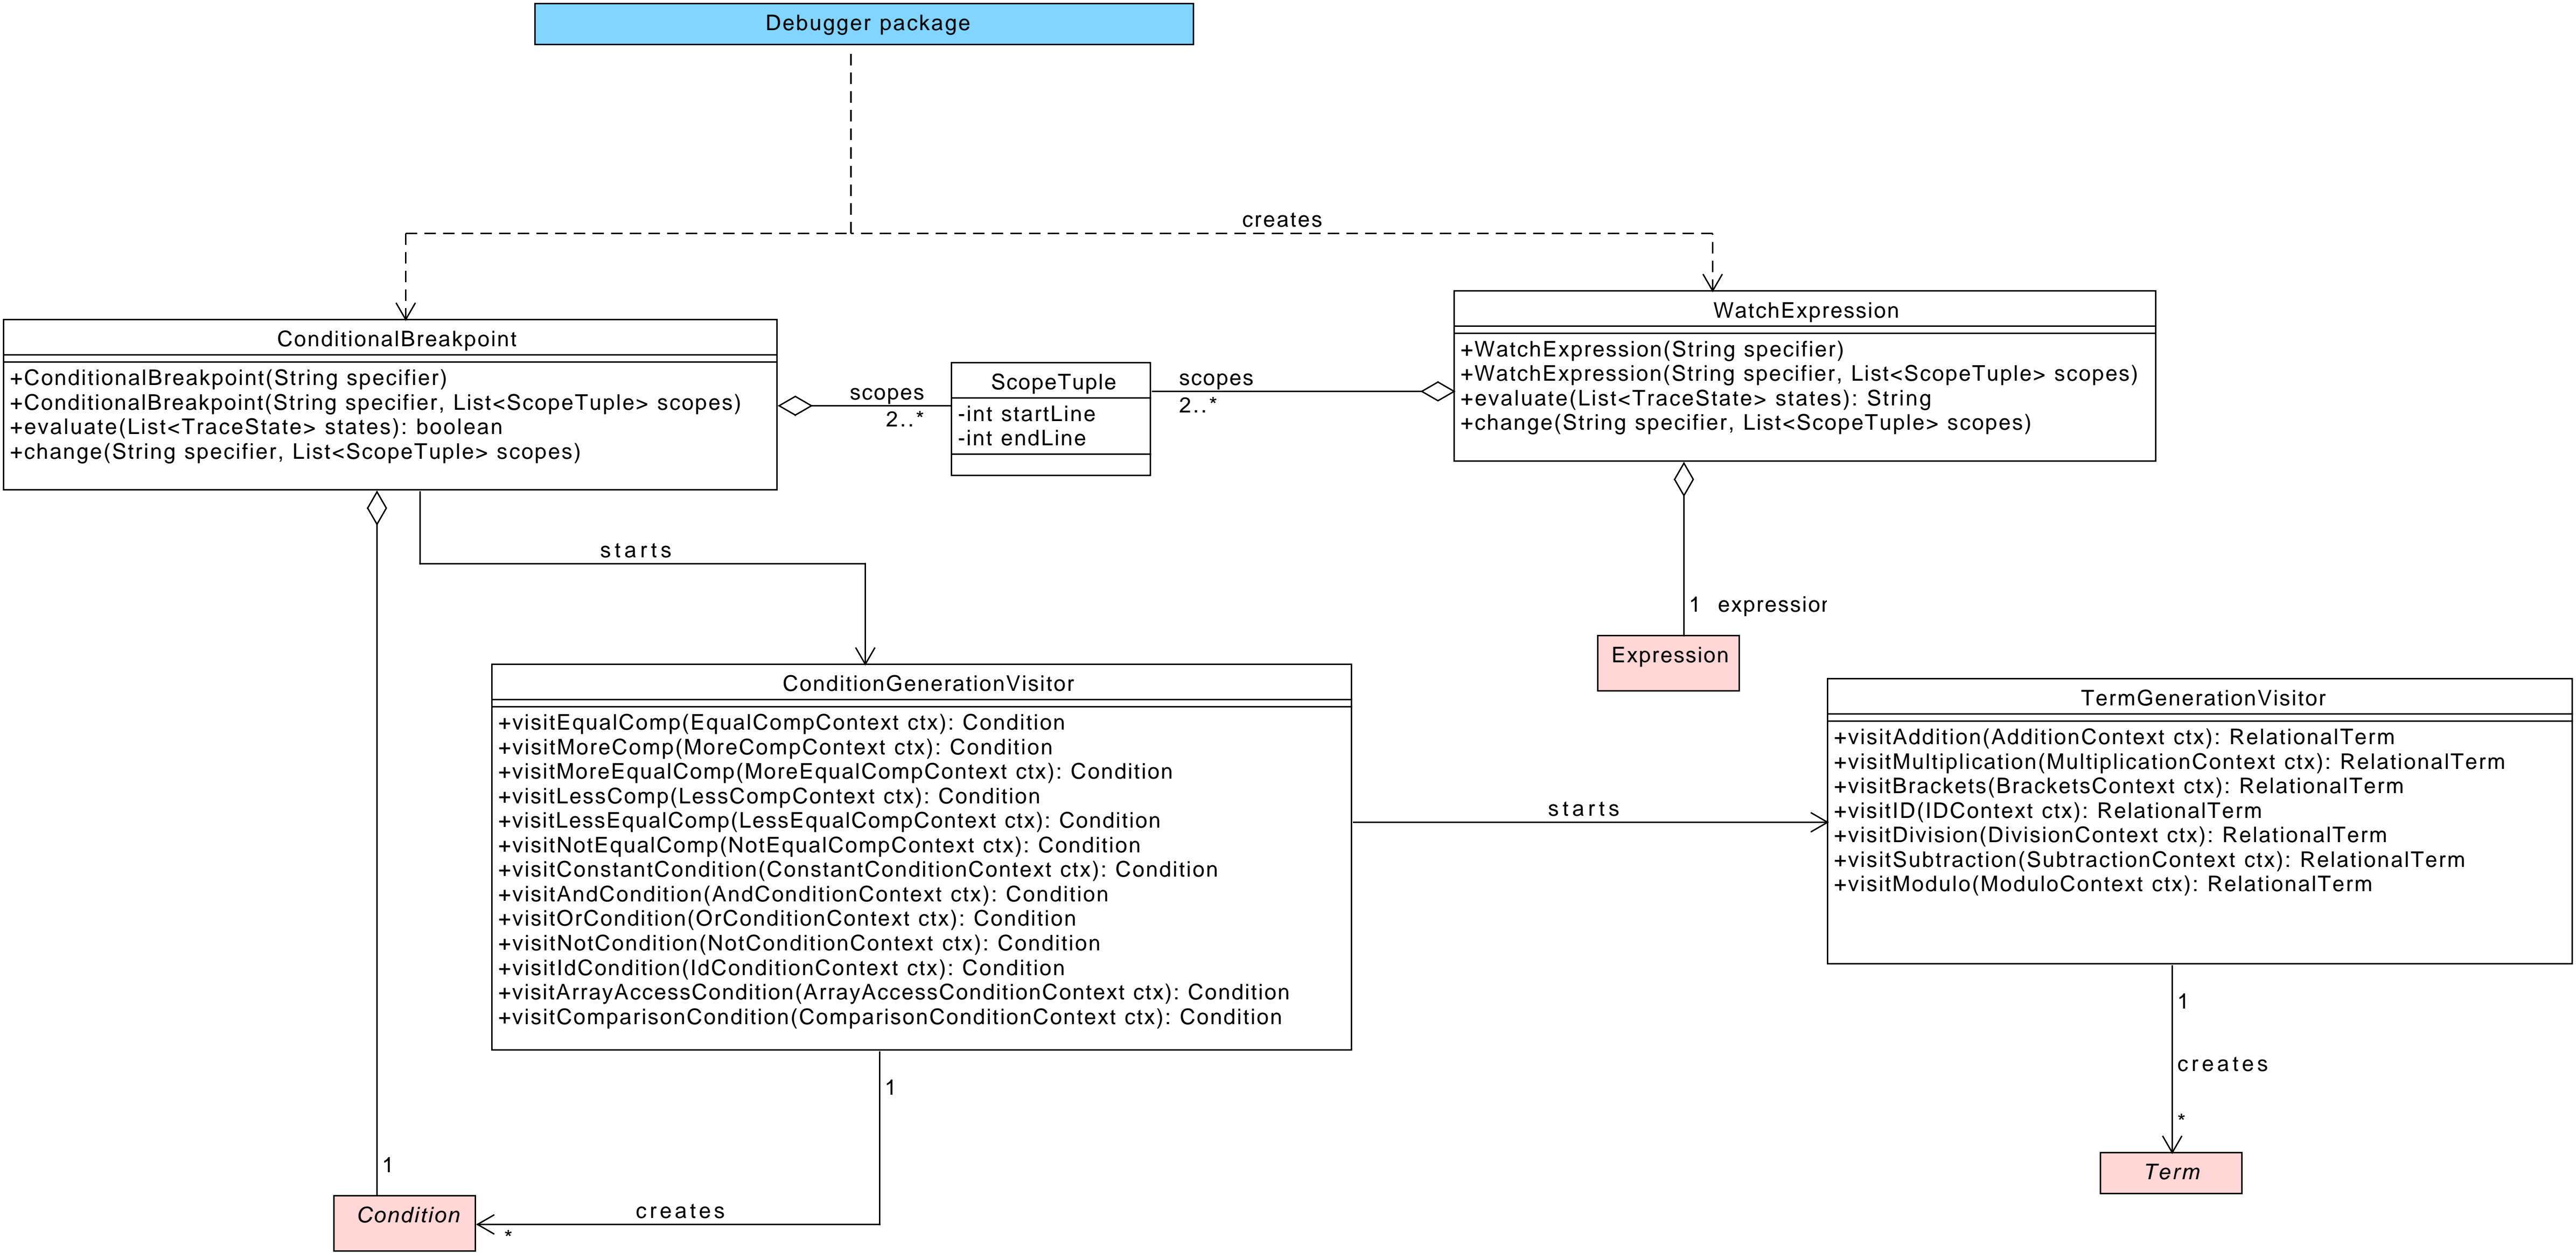 Debugger package
creates
ConditionalBreakpoint
+ConditionalBreakpoint(String specifier)
+ConditionalBreakpoint(String specifier, List<ScopeTuple> scopes)
+evaluate(List<TraceState> states): boolean
+change(String specifier, List<ScopeTuple> scopes)
scopes
2..*
ScopeTuple
-int startLine
-int endLine
scopes
2..*
WatchExpression
+WatchExpression(String specifier)
+WatchExpression(String specifier, List<ScopeTuple> scopes)
+evaluate(List<TraceState> states): String
+change(String specifier, List<ScopeTuple> scopes)
starts
1 expression
Expression
ConditionGenerationVisitor
+visitEqualComp(EqualCompContext ctx): Condition
+visitMoreComp(MoreCompContext ctx): Condition
+visitMoreEqualComp(MoreEqualCompContext ctx): Condition
+visitLessComp(LessCompContext ctx): Condition
+visitLessEqualComp(LessEqualCompContext ctx): Condition
+visitNotEqualComp(NotEqualCompContext ctx): Condition
+visitConstantCondition(ConstantConditionContext ctx): Condition
+visitAndCondition(AndConditionContext ctx): Condition
+visitOrCondition(OrConditionContext ctx): Condition
+visitNotCondition(NotConditionContext ctx): Condition
+visitIdCondition(IdConditionContext ctx): Condition
+visitArrayAccessCondition(ArrayAccessConditionContext ctx): Condition
+visitComparisonCondition(ComparisonConditionContext ctx): Condition
starts
TermGenerationVisitor
+visitAddition(AdditionContext ctx): RelationalTerm
+visitMultiplication(MultiplicationContext ctx): RelationalTerm
+visitBrackets(BracketsContext ctx): RelationalTerm
+visitID(IDContext ctx): RelationalTerm
+visitDivision(DivisionContext ctx): RelationalTerm
+visitSubtraction(SubtractionContext ctx): RelationalTerm
+visitModulo(ModuloContext ctx): RelationalTerm
1
creates
*
Term
1
1
creates
*
Condition